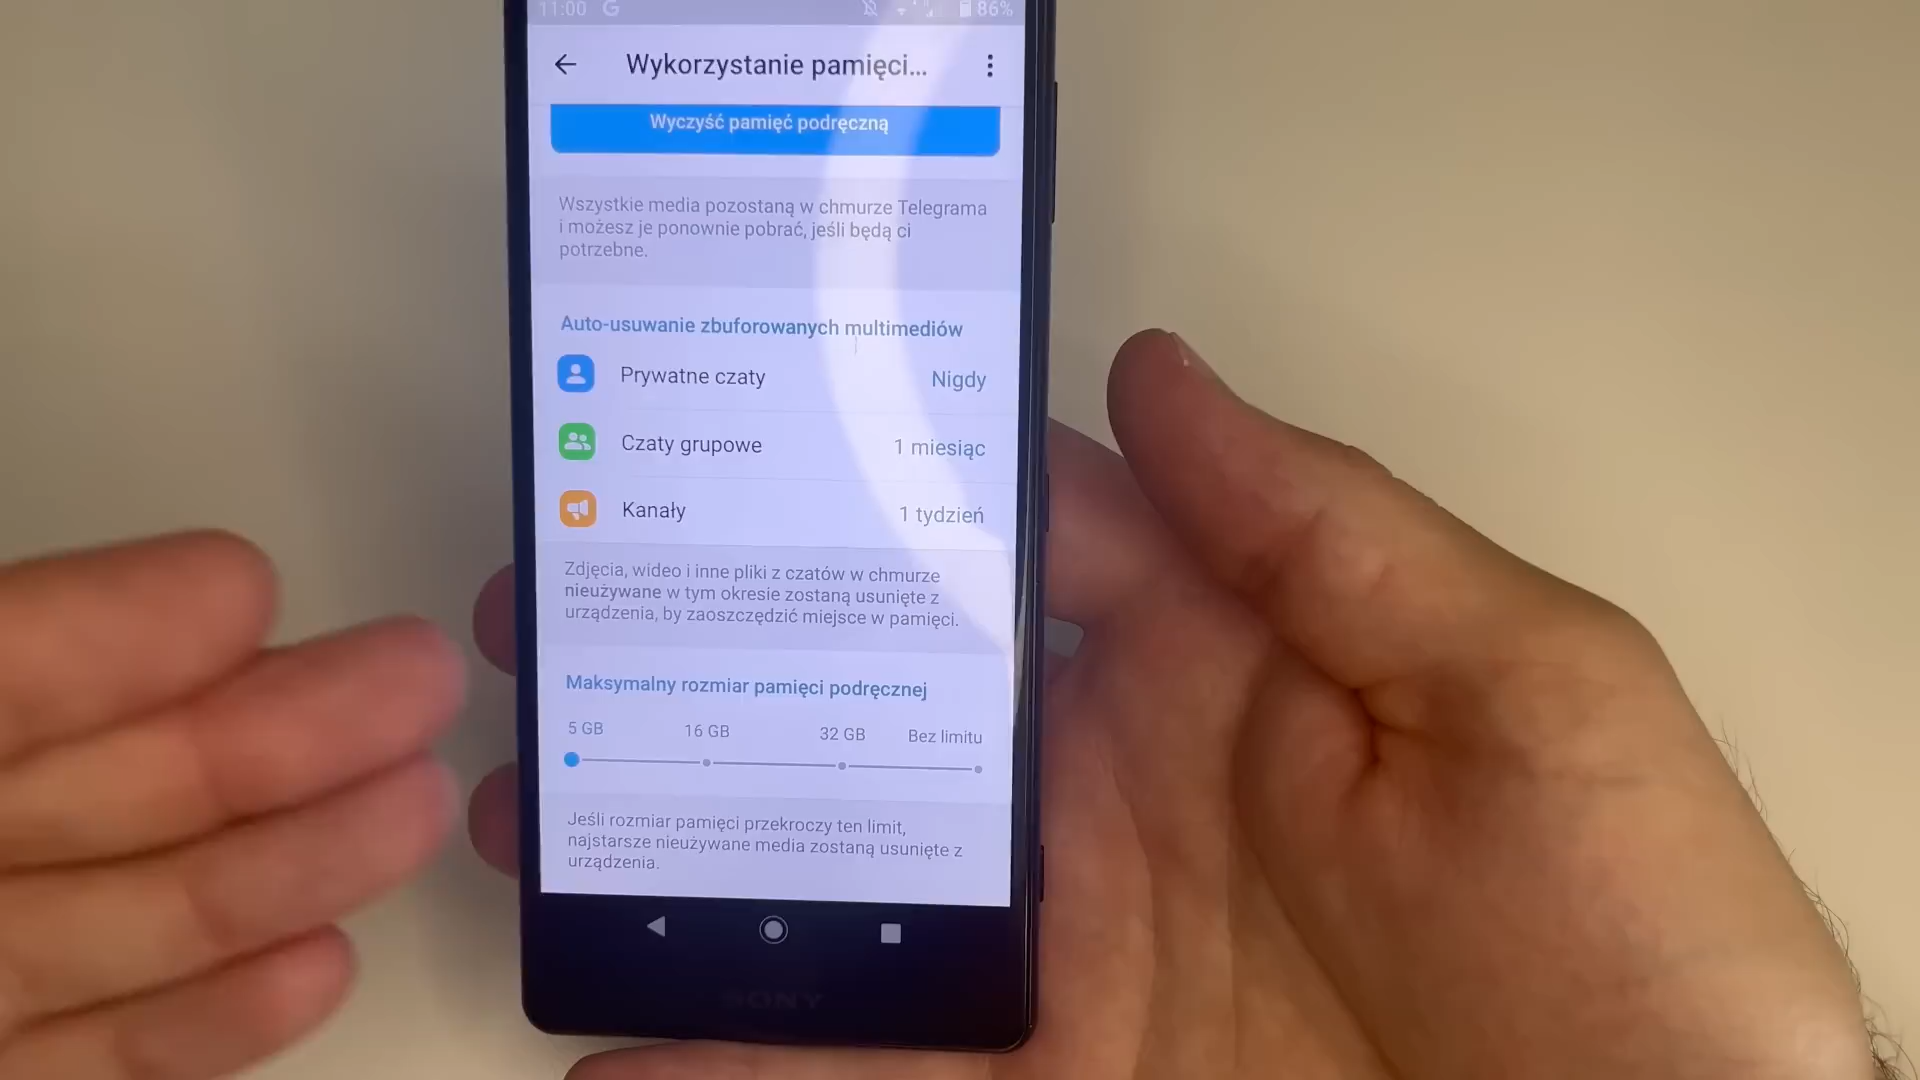 11:00 G 86%
Wykorzystanie pamięci...
Wyczyść pamięć podręczną
Wszystkie media pozostaną w chmurze Telegrama
i możesz je ponownie pobrać, jeśli będą ci
potrzebne.
Auto-usuwanie zbuforowanych multimediów
Prywatne czaty Nigdy
Czaty grupowe 1 miesiąc
Kanały 1 tydzień
Zdjęcia, wideo i inne pliki z czatów w chmurze
nieużywane w tym okresie zostaną usunięte z
urządzenia, by zaoszczędzić miejsce w pamięci.
Maksymalny rozmiar pamięci podręcznej
5 GB 16 GB 32 GB Bez limitu
Jeśli rozmiar pamięci przekroczy ten limit,
najstarsze nieużywane media zostaną usunięte z
urządzenia.
SONY